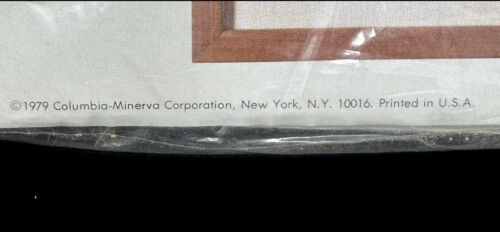 ©1979 Columbia-Minerva Corporation, New York, N.Y. 10016. Printed in U.S.A.